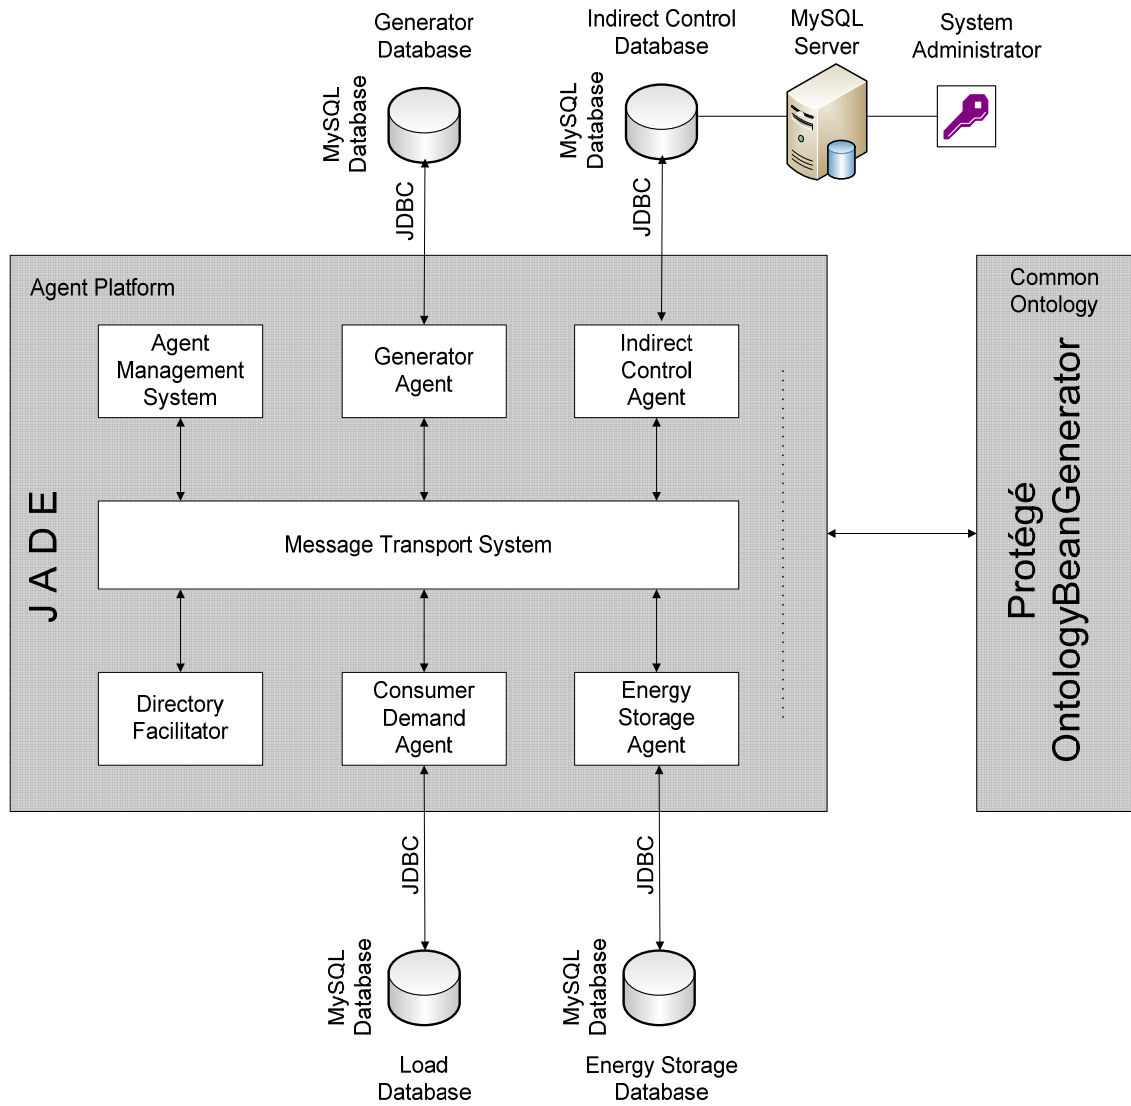 Generator
Database
Indirect Control
Database
MySQL
Server
System
Administrator
MySQL
Database
MySQL
Database
JDBC
JDBC
Agent Platform
Common
Ontology
Agent
Management
System
Generator
Agent
Indirect
Control
Agent
JADE
Message Transport System
Protégé
OntologyBeanGenerator
Directory
Facilitator
Consumer
Demand
Agent
Energy
Storage
Agent
JDBC
JDBC
MySQL
Database
MySQL
Database
Load
Database
Energy Storage
Database